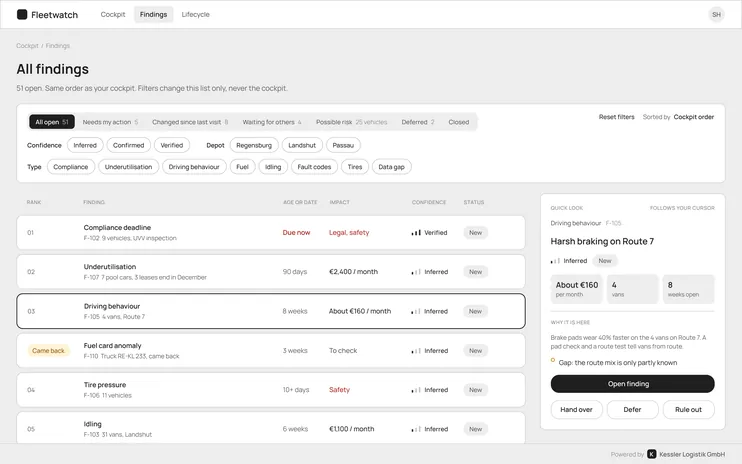 Fleetwatch Cockpit Findings Lifecycle SH
Cockpit / Findings
All findings
51 open. Same order as your cockpit. Filters change this list only, never the cockpit.
All open 51 Needs my action 5 Changed since last visit 8 Waiting for others 4 Possible risk 25 vehicles Deferred 2 Closed
Reset filters Sorted by Cockpit order
Confidence Inferred Confirmed Verified Depot Regensburg Landshut Passau
Type Compliance Underutilisation Driving behaviour Fuel Idling Fault codes Tires Data gap
RANK FINDING AGE OR DATE IMPACT CONFIDENCE STATUS
01 Compliance deadline Due now Legal, safety Verified New
F-102 9 vehicles, UVV inspection
02 Underutilisation 90 days €2,400 / month Inferred New
F-107 7 pool cars, 3 leases end in December
03 Driving behaviour 8 weeks About €160 / month Inferred New
F-105 4 vans, Route 7
Came back Fuel card anomaly 3 weeks To check Inferred New
F-110 Truck RE-KL 233, came back
04 Tire pressure 10+ days Safety Inferred New
F-106 11 vehicles
05 Idling 6 weeks €1,100 / month Inferred New
F-103 31 vans, Landshut
QUICK LOOK FOLLOWS YOUR CURSOR
Driving behaviour F-105
Harsh braking on Route 7
Inferred New
About €160 4 8
per month vans weeks open
WHY IT IS HERE
Brake pads wear 40% faster on the 4 vans on Route 7. A
pad check and a route test tell vans from route.
Gap: the route mix is only partly known
Open finding
Hand over Defer Rule out
Powered by K Kessler Logistik GmbH